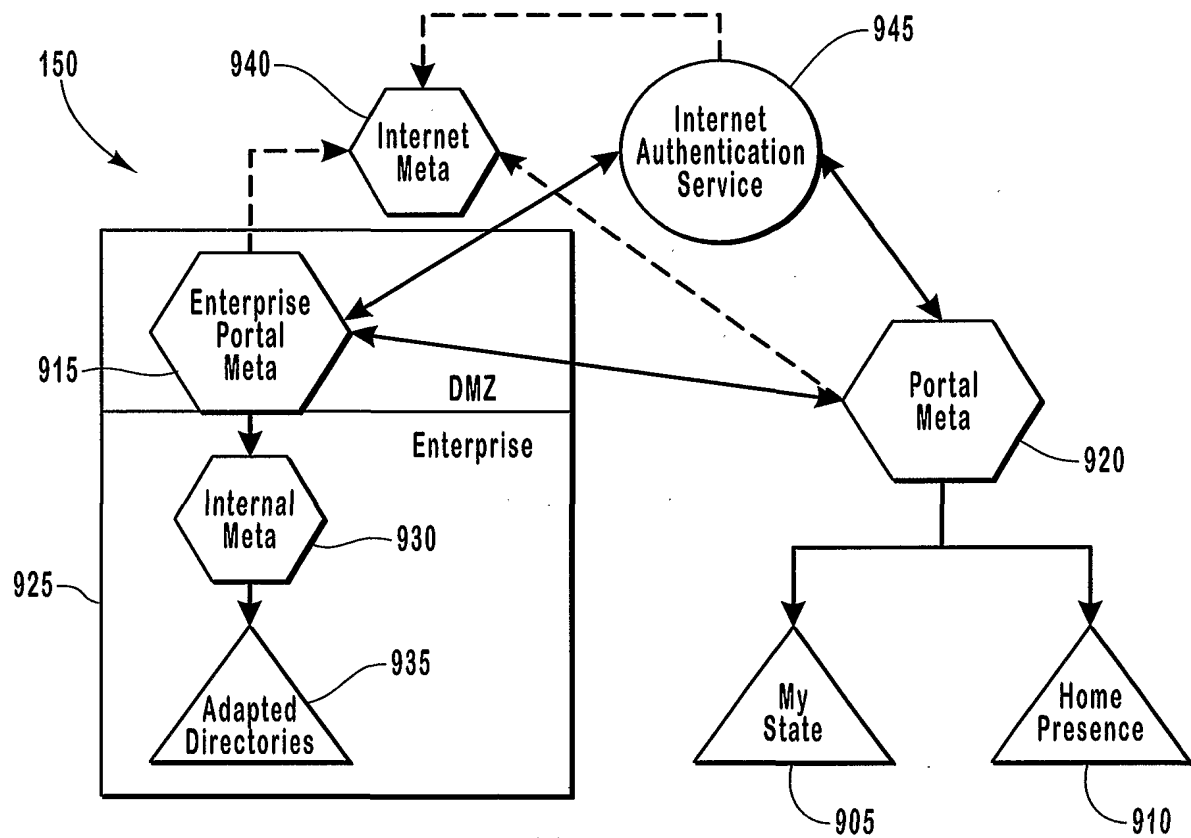 945
940
150
Internet
Meta
Internet
Authentication
Service
Enterprise
Portal
Meta
915
DMZ
Portal
Meta
920
Enterprise
Internal
Meta
930
925
935
Adapted
Directories
My
State
Home
Presence
905
910